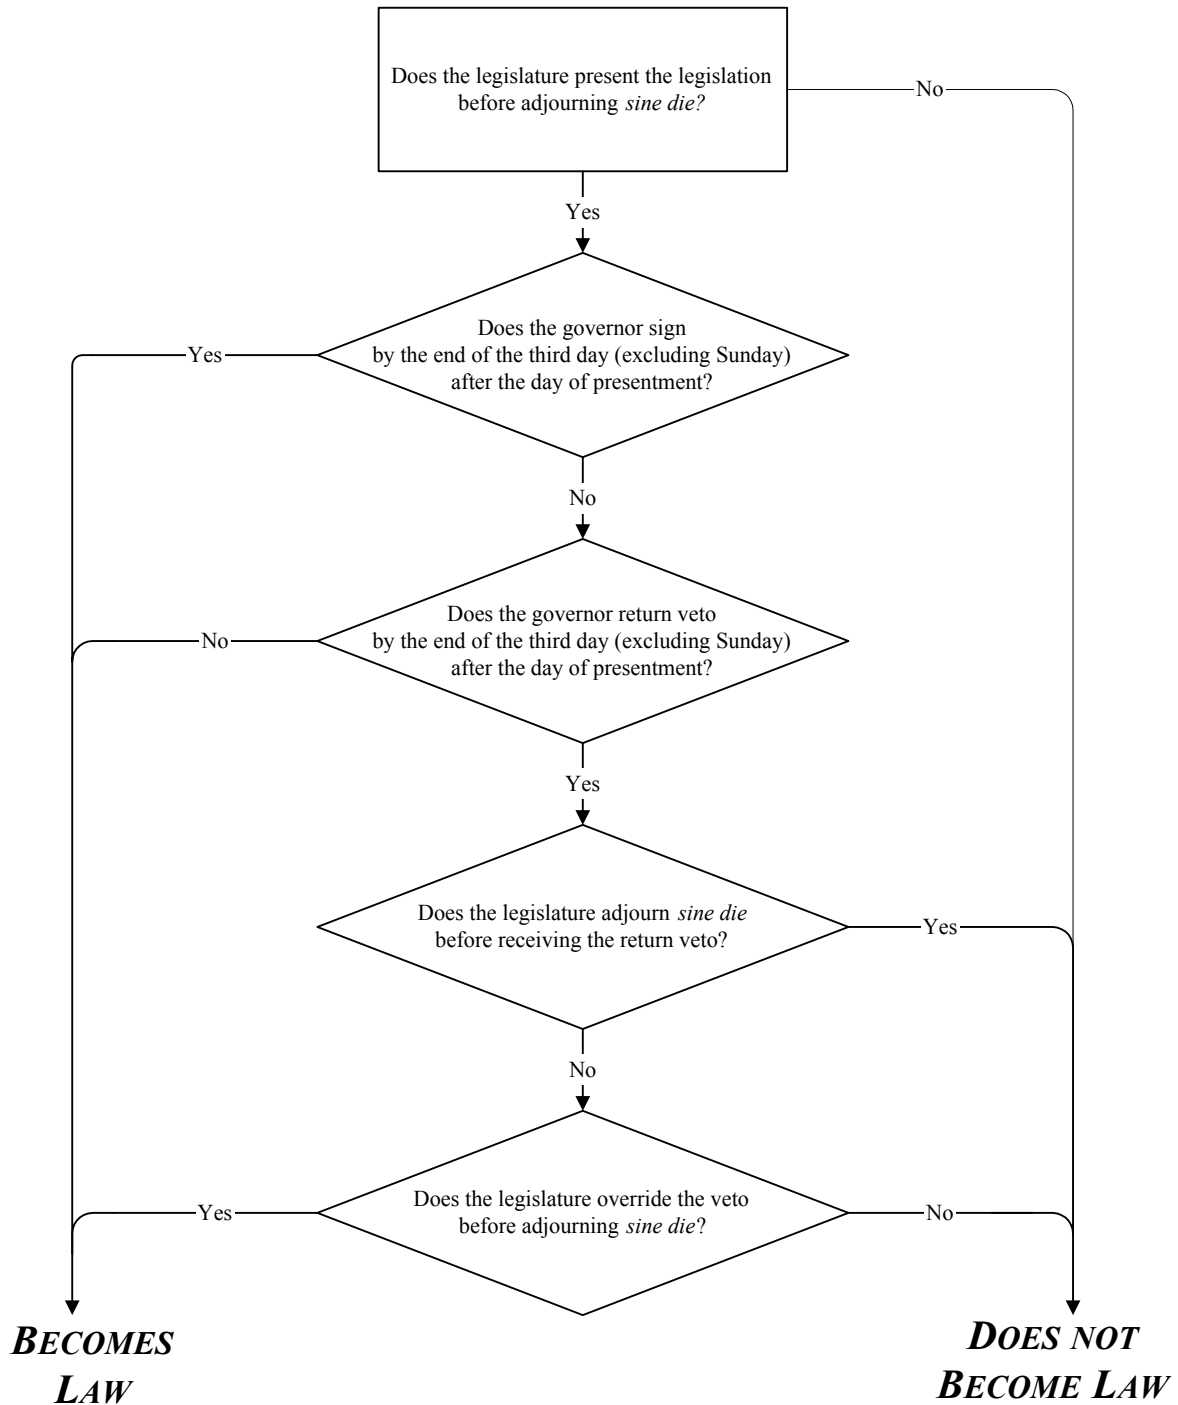 Does the legislature present the legislation
before adjourning sine die?
No
Yes
Does the governor sign
by the end of the third day (excluding Sunday)
after the day of presentment?
Yes
No
Does the governor return veto
by the end of the third day (excluding Sunday)
after the day of presentment?
No
Yes
Does the legislature adjourn sine die
before receiving the return veto?
Yes
No
Does the legislature override the veto
before adjourning sine die?
Yes
No
BECOMES
LAW
DOES NOT
BECOME LAW